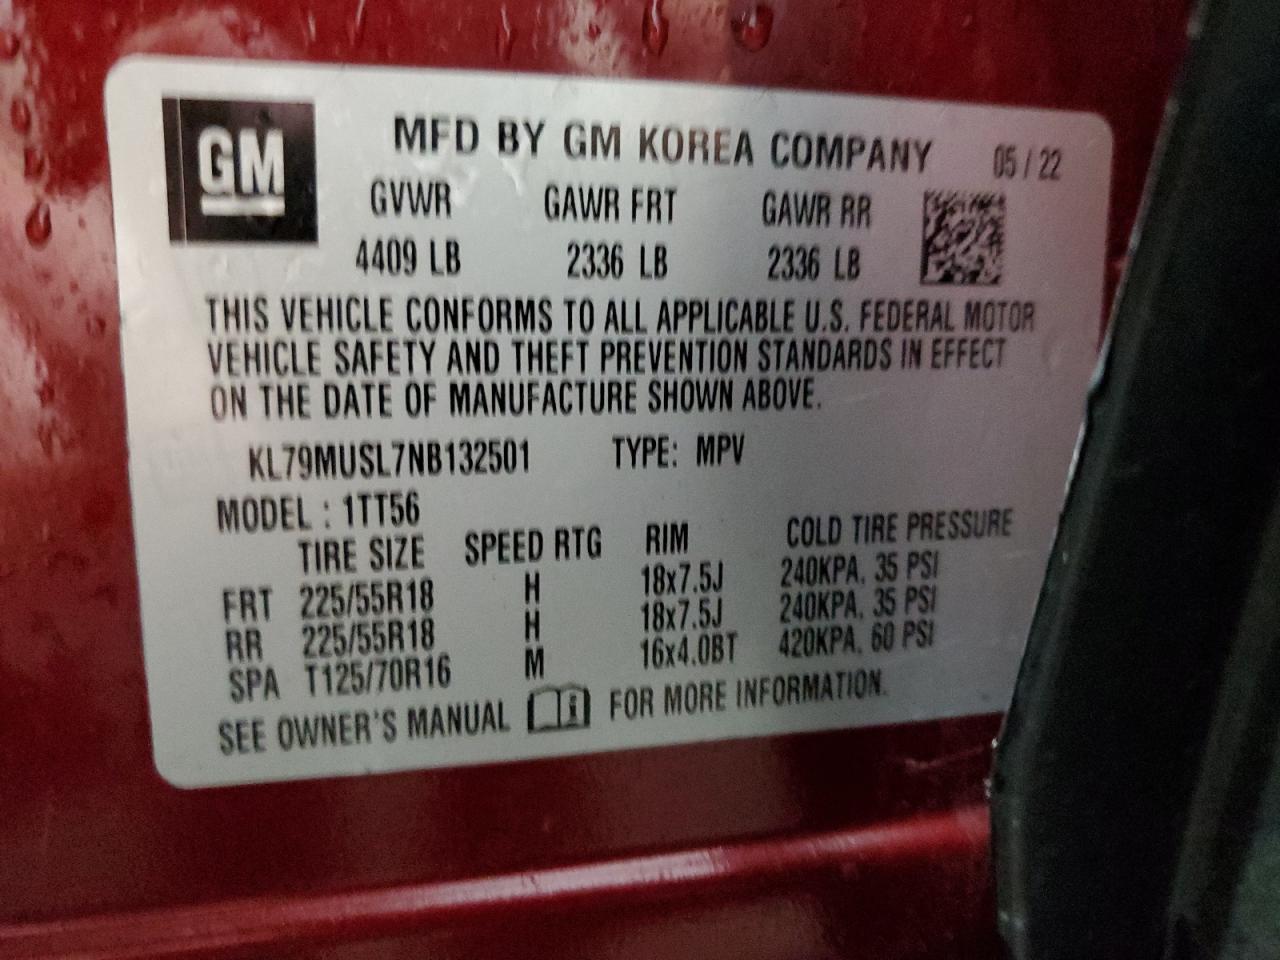 GM
MFD BY GM KOREA COMPANY 05 / 22
GVWR GAWR FRT GAWR RR
4409 LB 2336 LB 2336 LB
THIS VEHICLE CONFORMS TO ALL APPLICABLE U.S. FEDERAL MOTOR
VEHICLE SAFETY AND THEFT PREVENTION STANDARDS IN EFFECT
ON THE DATE OF MANUFACTURE SHOWN ABOVE.
KL79MUSL7NB132501 TYPE: MPV
MODEL : 1TT56
TIRE SIZE SPEED RTG RIM COLD TIRE PRESSURE
FRT 225/55R18 H 18x7.5J 240KPA, 35 PSI
RR 225/55R18 H 18x7.5J 240KPA, 35 PSI
SPA T125/70R16 M 16x4.0BT 420KPA, 60 PSI
SEE OWNER'S MANUAL i FOR MORE INFORMATION.